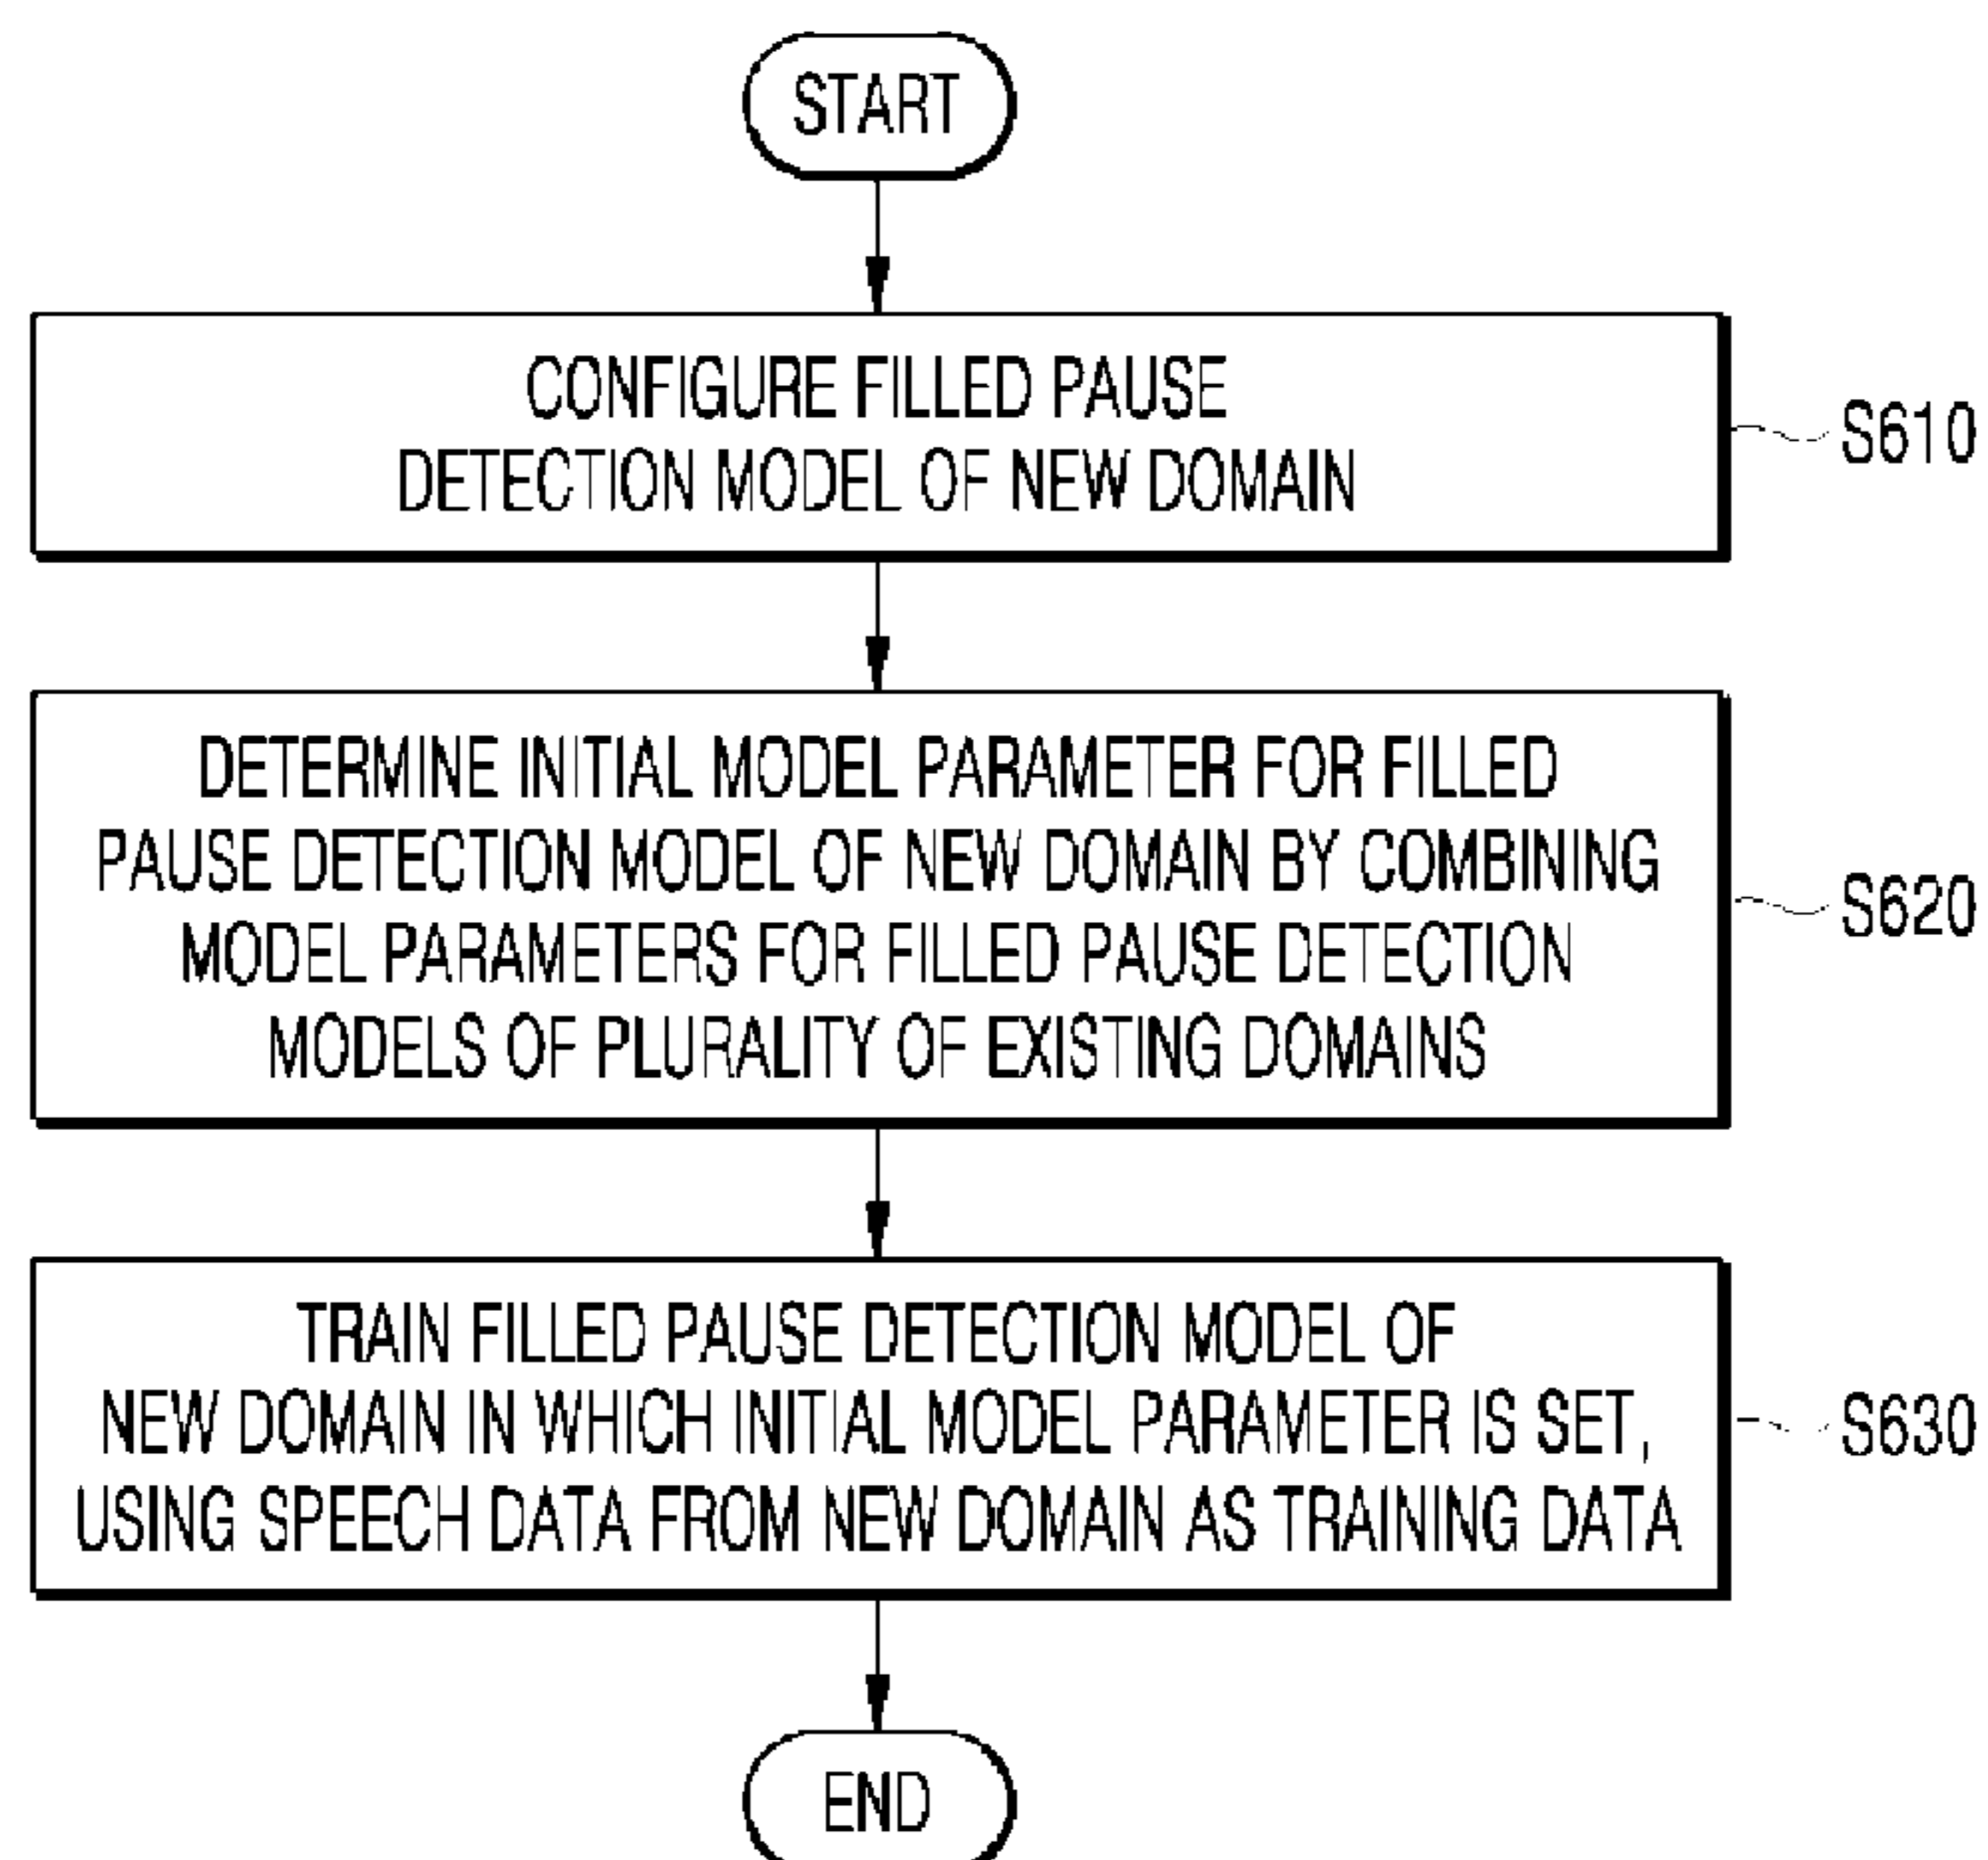 START
CONFIGURE FILLED PAUSE
DETECTION MODEL OF NEW DOMAIN
S610
DETERMINE INITIAL MODEL PARAMETER FOR FILLED
PAUSE DETECTION MODEL OF NEW DOMAIN BY COMBINING
MODEL PARAMETERS FOR FILLED PAUSE DETECTION
MODELS OF PLURALITY OF EXISTING DOMAINS
S620
TRAIN FILLED PAUSE DETECTION MODEL OF
NEW DOMAIN IN WHICH INITIAL MODEL PARAMETER IS SET,
USING SPEECH DATA FROM NEW DOMAIN AS TRAINING DATA
S630
END